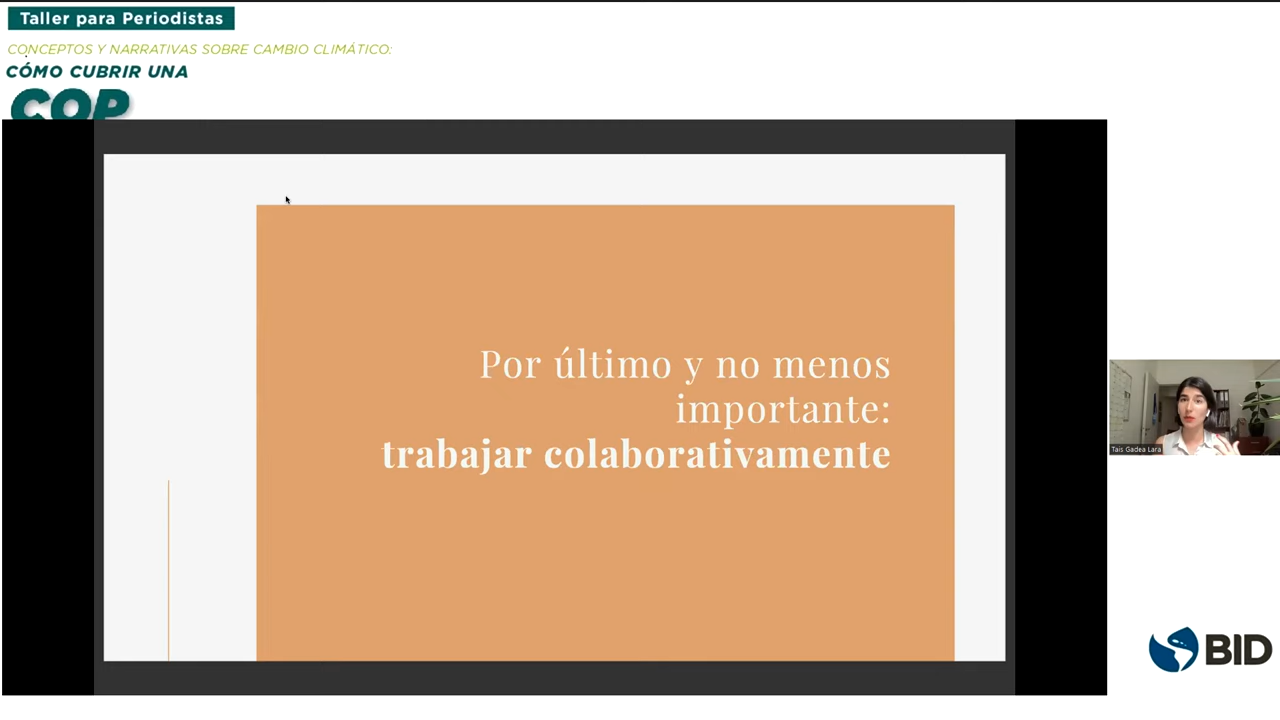 Taller para Periodistas
CONCEPTOS Y NARRATIVAS SOBRE CAMBIO CLIMÁTICO:
CÓMO CUBRIR UNA
COP
Por último y no menos
importante:
trabajar colaborativamente
Tais Gadea Lara
BID